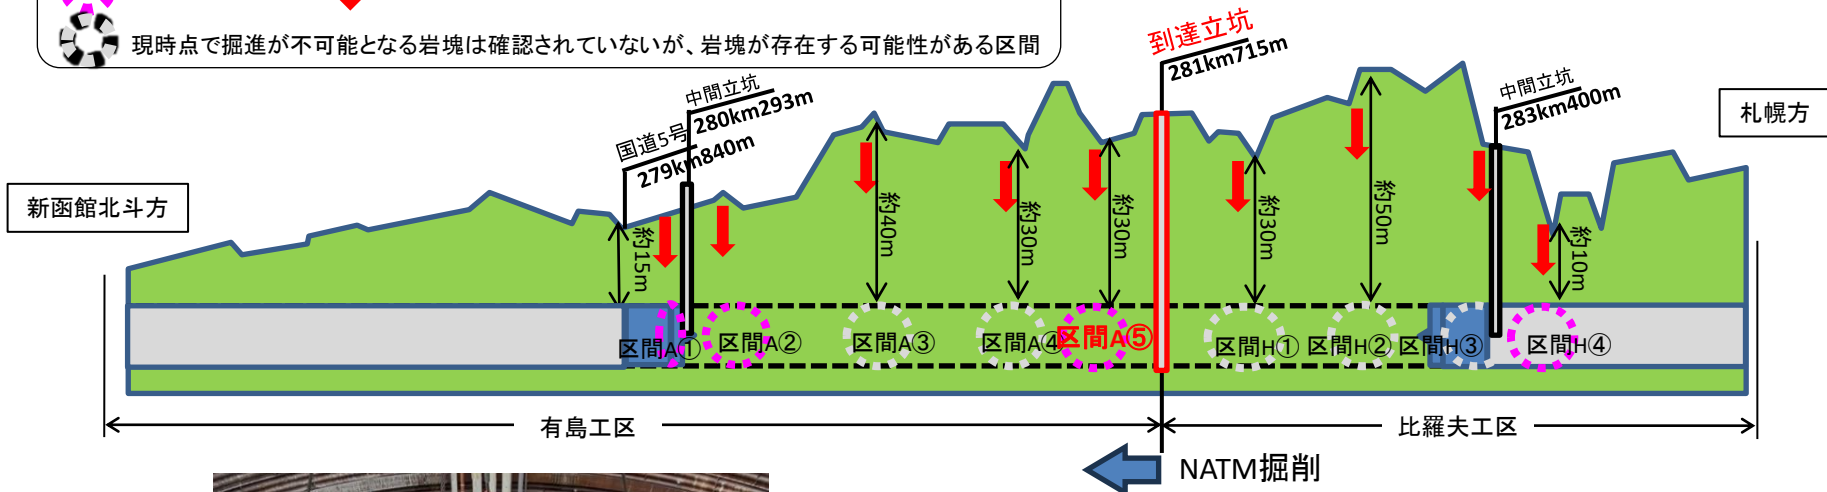 現時点で掘進が不可能となる岩塊は確認されていないが、岩塊が存在する可能性がある区間
到達立坑
281km715m
中間立坑
280km293m
国道5号
279km840m
中間立坑
283km400m
札幌方
新函館北斗方
約15m
約40m
約30m
約30m
約30m
約50m
約10m
区間A①
区間A②
区間A③
区間A④
区間A⑤
区間H①
区間H②
区間H③
区間H④
有島工区
比羅夫工区
NATM掘削